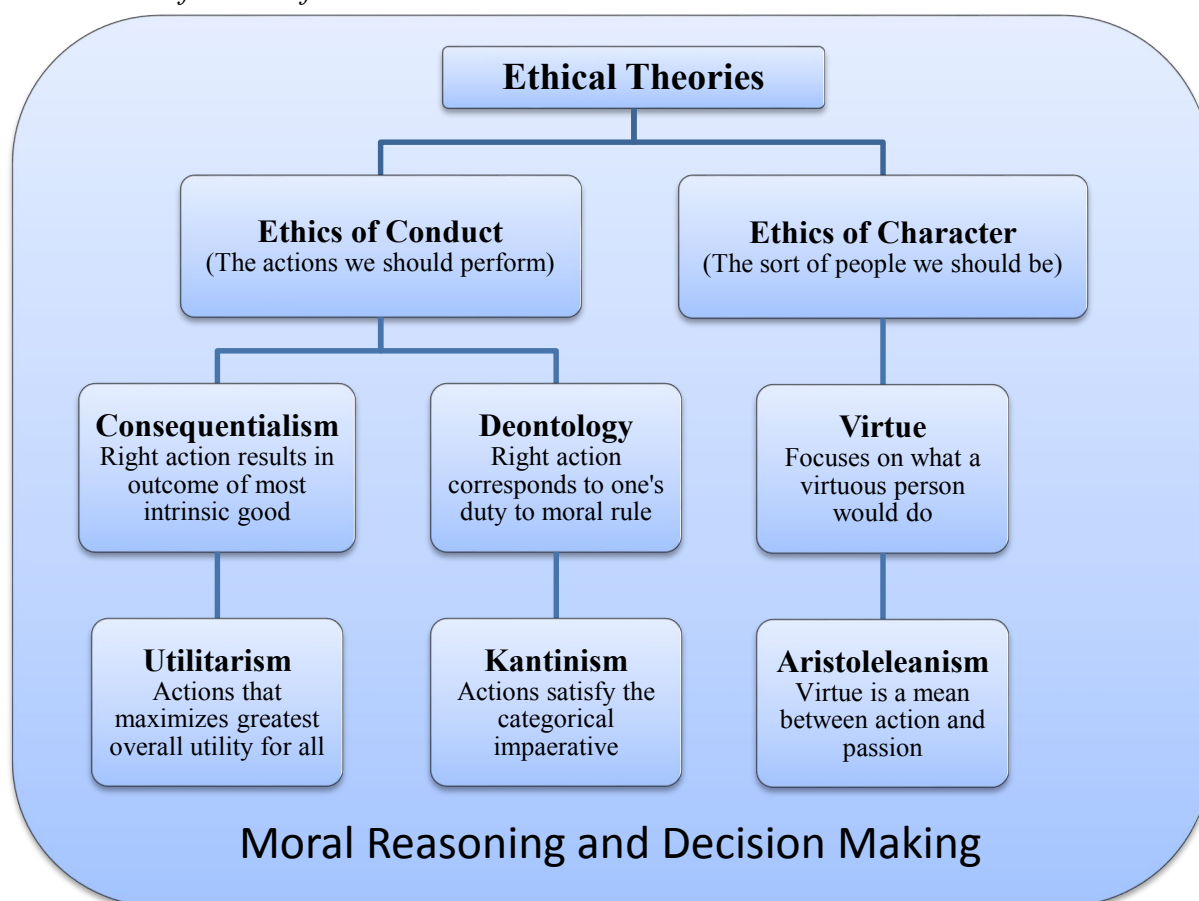 Ethical Theories
Ethics of Conduct
(The actions we should perform)
Ethics of Character
(The sort of people we should be)
Consequentialism
Right action results in
outcome of most
intrinsic good
Deontology
Right action
corresponds to one's
duty to moral rule
Virtue
Focuses on what a
virtuous person
would do
Utilitarism
Actions that
maximizes greatest
overall utility for all
Kantinism
Actions satisfy the
categorical
impaerative
Aristoleleanism
Virtue is a mean
between action and
passion
Moral Reasoning and Decision Making